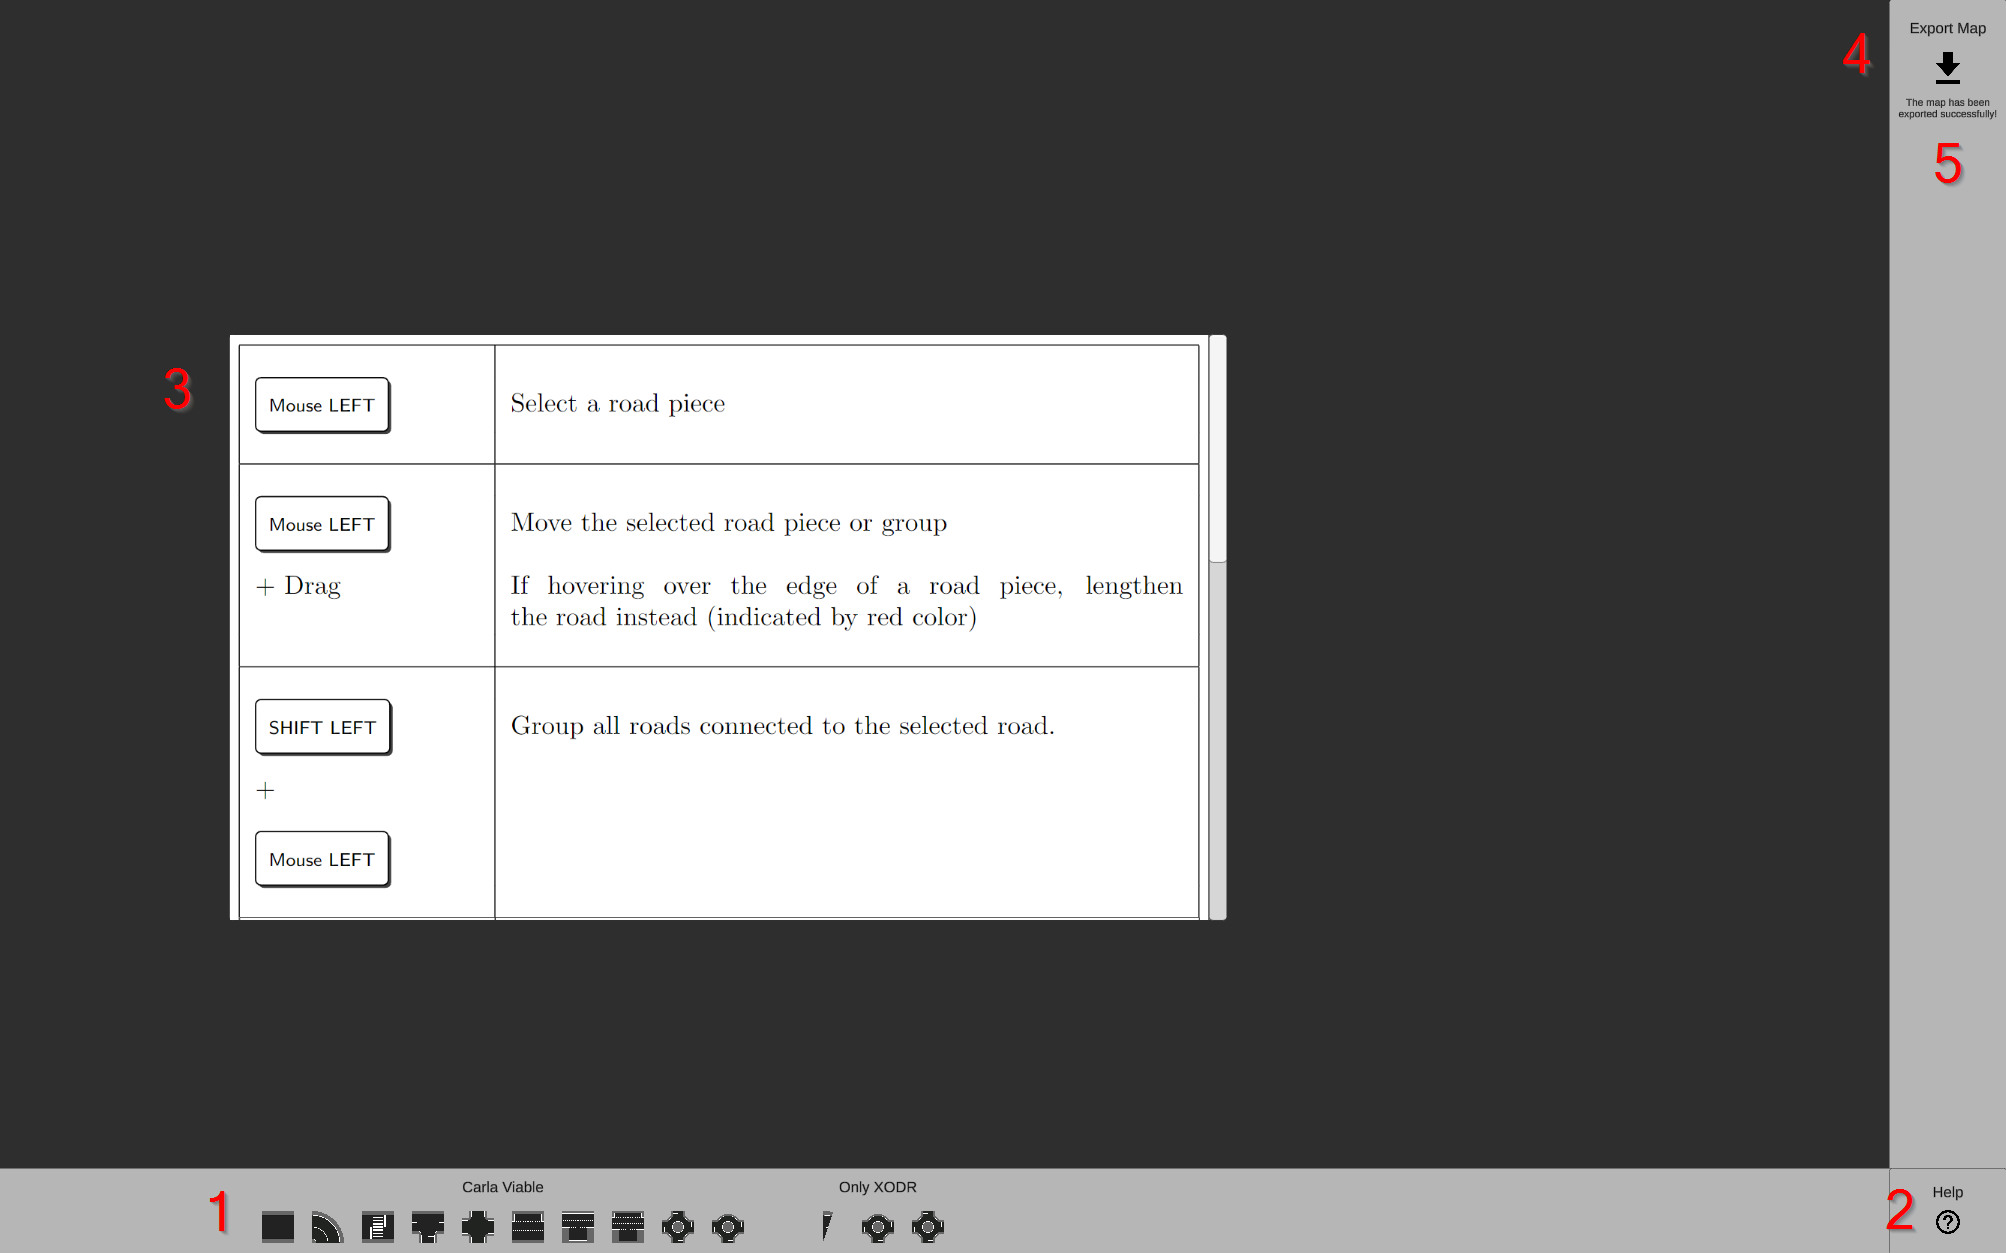 Export Map
4
The map has been
exported successfully!
5
3
Mouse LEFT
Select a road piece
Mouse LEFT
Move the selected road piece or group
+ Drag
If hovering over the edge of a road piece, lengthen
the road instead (indicated by red color)
SHIFT LEFT
Group all roads connected to the selected road.
+
Mouse LEFT
1
Carla Viable
Only XODR
2
Help
?